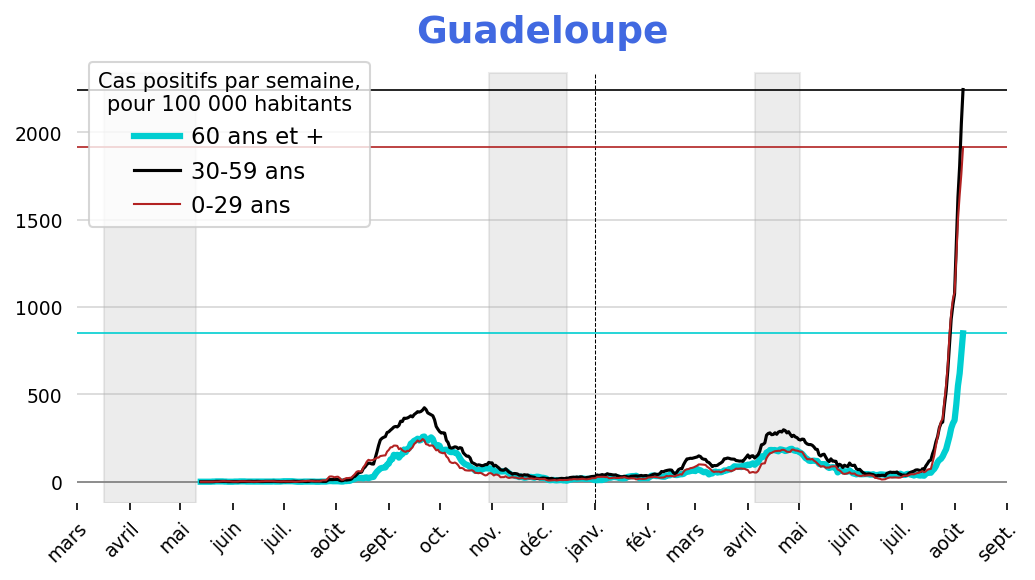 Guadeloupe
Cas positifs par semaine,
pour 100 000 habitants
60 ans et +
30-59 ans
0-29 ans
2000
1500
1000
500
0
mars avril mai juin juil. août sept. oct. nov. déc. janv. fév. mars avril mai juin juil. août sept.